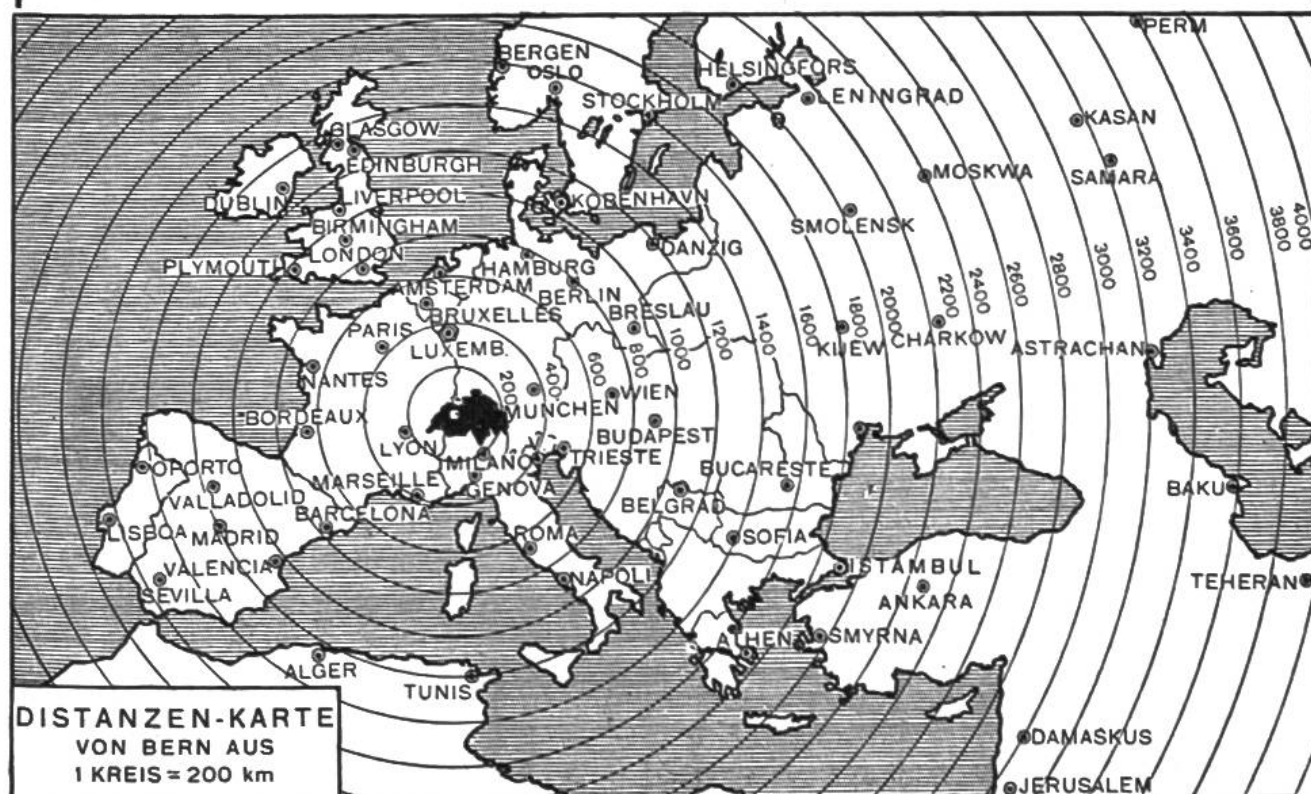 PERM
BERGEN
OSLO
HELSINGFORS
STOCKHOLM
LENINGRAD
KASAN
GLASGOW
EDINBURGH
MOSKWA
SAMARA
DUBLIN
LIVERPOOL
KOBENHAVN
SMOLENSK
BIRMINGHAM
DANZIG
PLYMOUTH
LONDON
HAMBURG
AMSTERDAM
BERLIN
BRUXELLES
BRESLAU
PARIS
LUXEMB.
KIJEW
CHARKOW
ASTRACHAN
200
400
600
800
1000
1200
1400
1600
1800
2000
2200
2400
2600
2800
3000
3200
3400
3600
3800
4000
NANTES
WIEN
MÜNCHEN
BORDEAUX
LYON
BUDAPEST
MILANO
TRIESTE
OPORTO
BUCARESTE
MARSEILLE
GENOVA
VALLADOLID
BELGRAD
BAKU
BARCELONA
LISBOA
MADRID
ROMA
SOFIA
VALENCIA
NAPOLI
ISTAMBUL
SEVILLA
ANKARA
TEHERAN
ATHEN
SMYRNA
ALGER
TUNIS
DISTANZEN-KARTE
VON BERN AUS
1 KREIS = 200 km
DAMASKUS
JERUSALEM